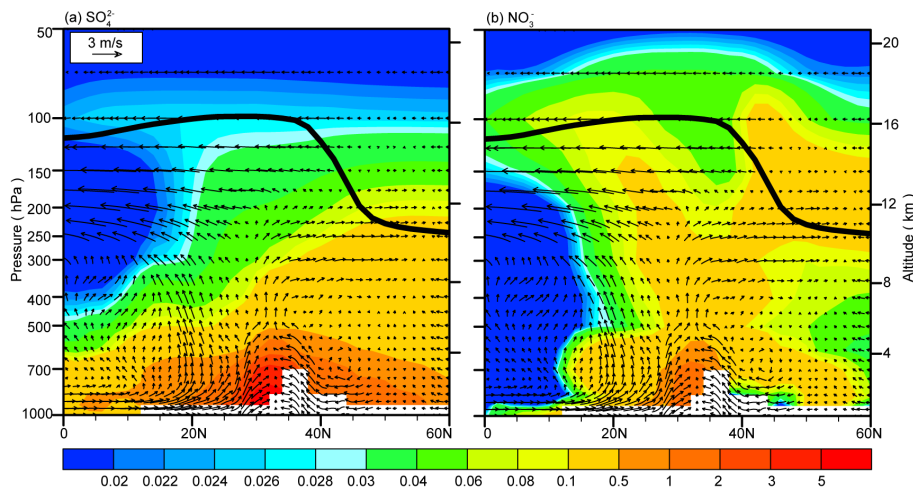 (a) SO₄²⁻
(b) NO₃⁻
3 m/s
50
100
150
200
250
300
400
500
700
1000
Pressure ( hPa)
20
16
12
8
4
Altitude ( km)
0 20N 40N 60N
0 20N 40N 60N
0.02 0.022 0.024 0.026 0.028 0.03 0.04 0.06 0.08 0.1 0.5 1 2 3 5